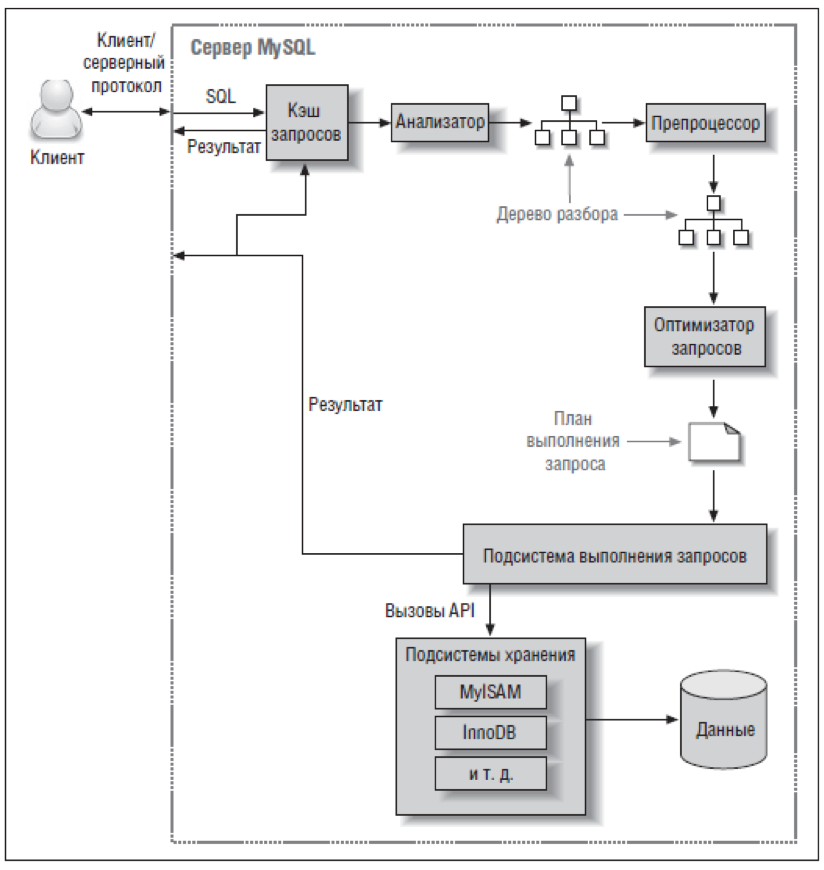 Клиент/
серверный
протокол
Сервер MySQL
SQL
Кэш
запросов
Анализатор
Препроцессор
Результат
Клиент
Дерево разбора
Оптимизатор
запросов
Результат
План
выполнения
запроса
Подсистема выполнения запросов
Вызовы API
Подсистемы хранения
MyISAM
InnoDB
и т. д.
Данные